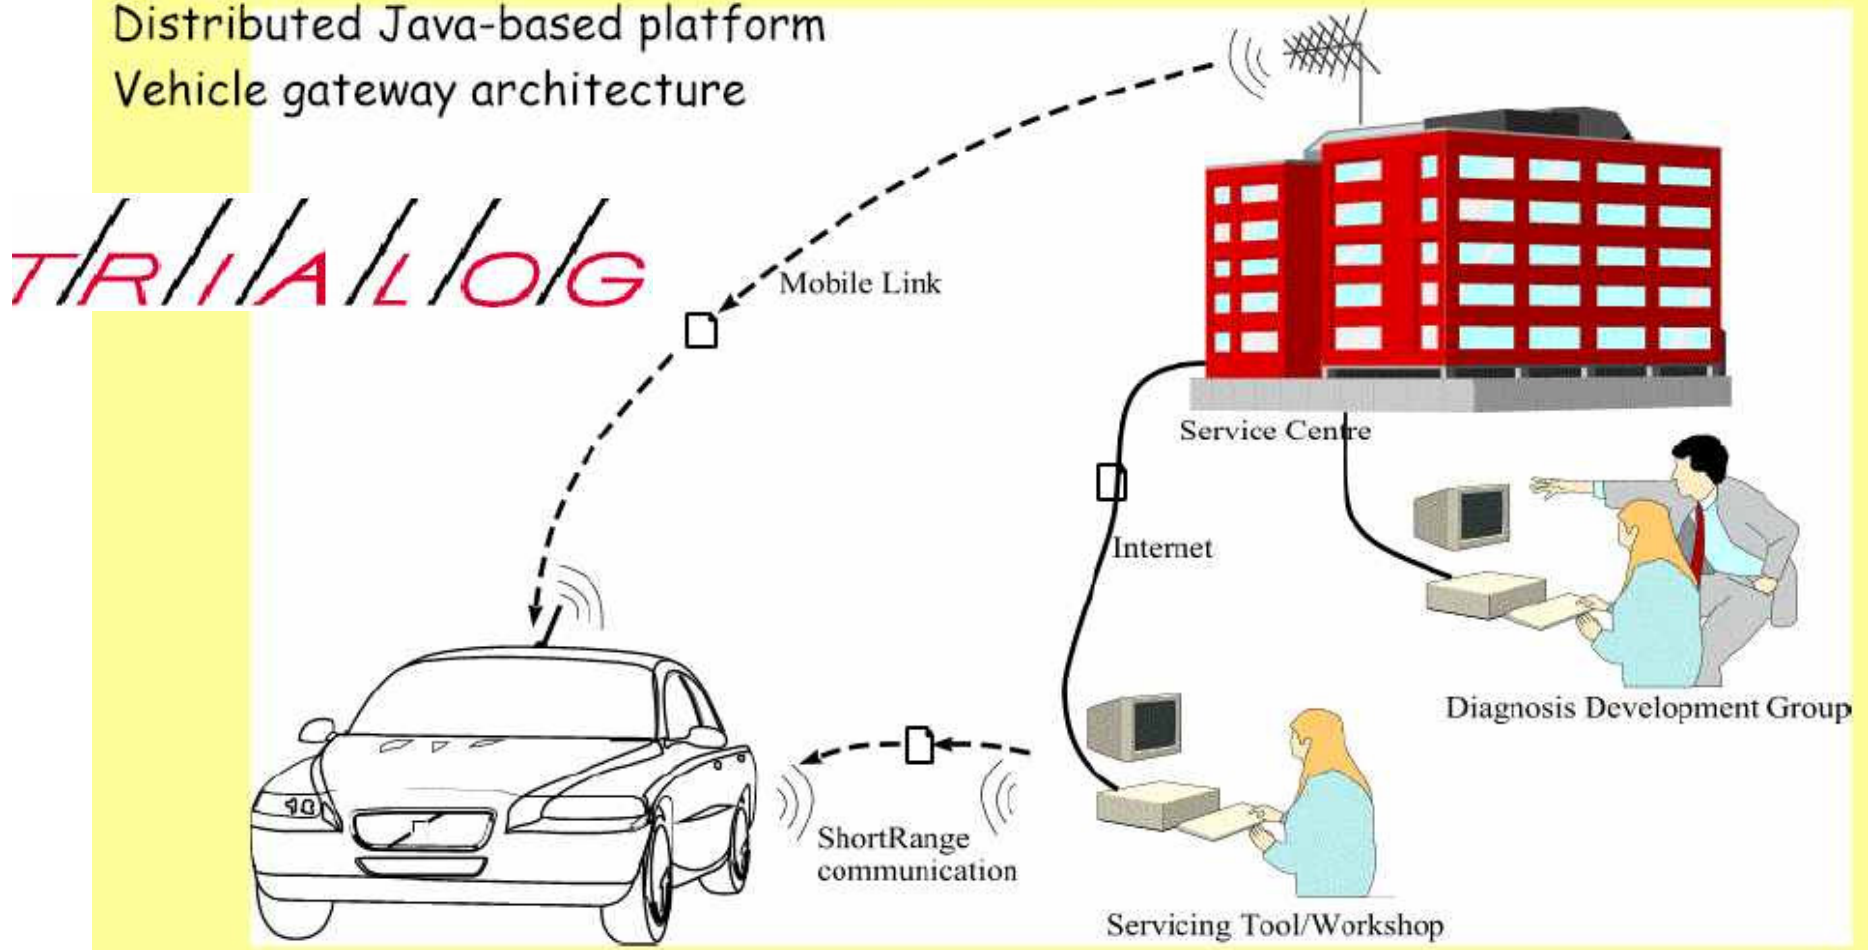 Distributed Java-based platform
Vehicle gateway architecture
T/R/I/A/L/O/G
Mobile Link
Service Centre
Internet
Diagnosis Development Group
ShortRange
communication
Servicing Tool/Workshop